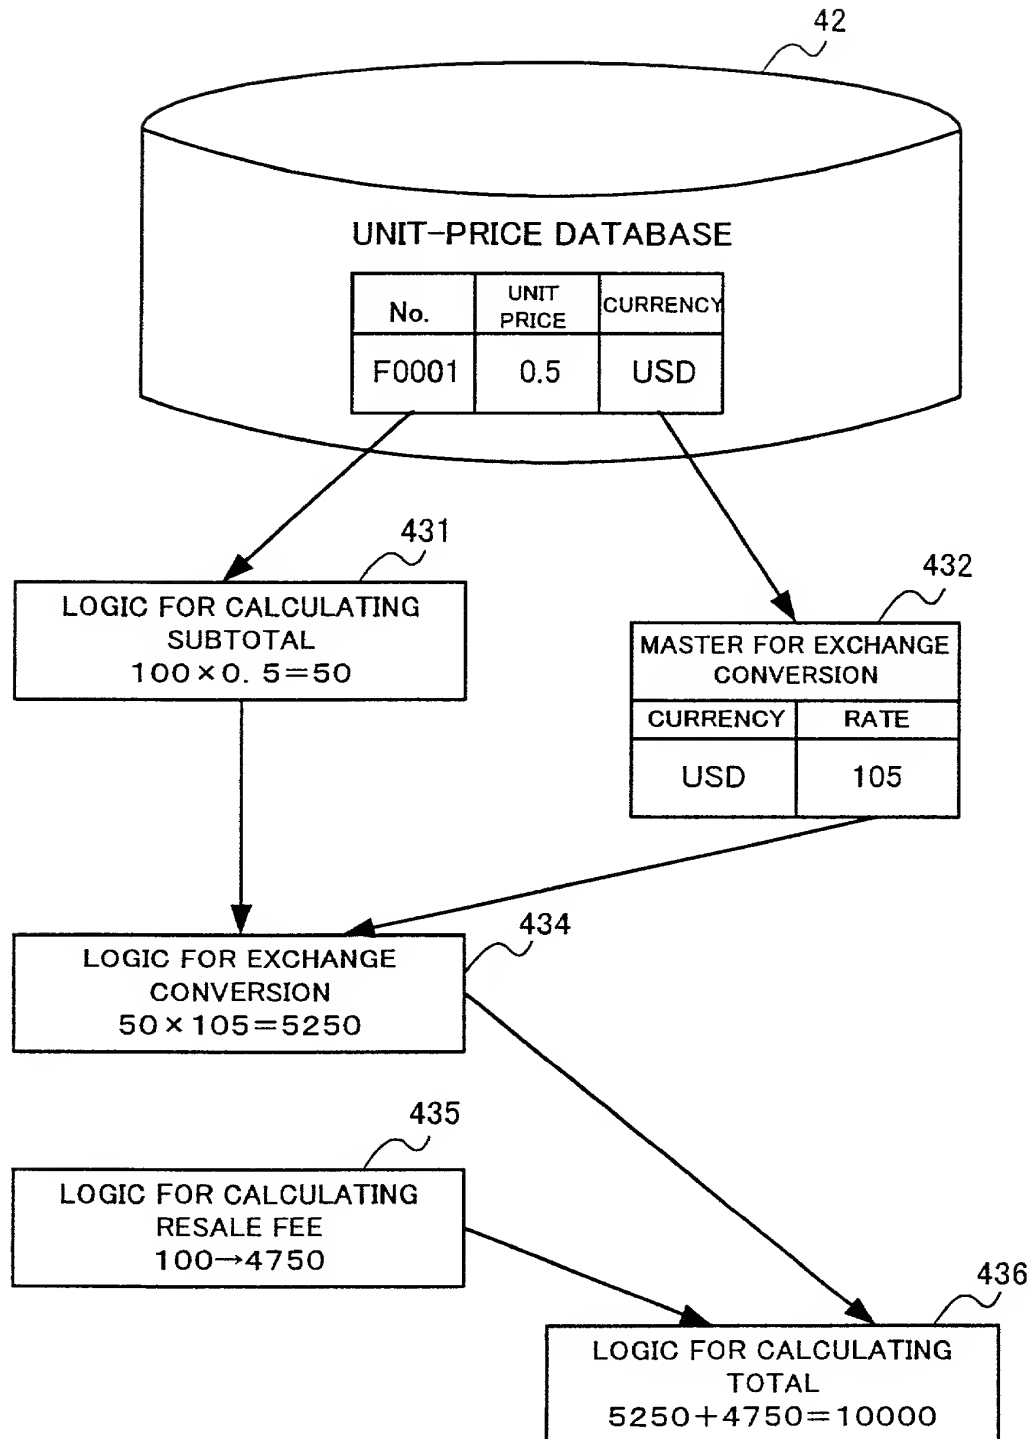 42
UNIT-PRICE DATABASE
No.
UNIT
PRICE
CURRENCY
F0001
0.5
USD
431
LOGIC FOR CALCULATING
SUBTOTAL
100×0. 5=50
432
MASTER FOR EXCHANGE
CONVERSION
CURRENCY
RATE
USD
105
434
LOGIC FOR EXCHANGE
CONVERSION
50×105=5250
435
LOGIC FOR CALCULATING
RESALE FEE
100→4750
436
LOGIC FOR CALCULATING
TOTAL
5250+4750=10000